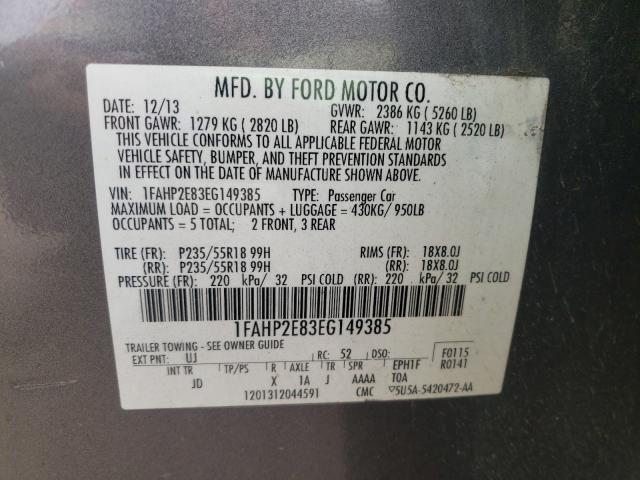 MFD. BY FORD MOTOR CO.
DATE: 12/13 GVWR: 2386 KG ( 5260 LB)
FRONT GAWR: 1279 KG ( 2820 LB) REAR GAWR: 1143 KG ( 2520 LB)
THIS VEHICLE CONFORMS TO ALL APPLICABLE FEDERAL MOTOR
VEHICLE SAFETY, BUMPER, AND THEFT PREVENTION STANDARDS
IN EFFECT ON THE DATE OF MANUFACTURE SHOWN ABOVE.
VIN: 1FAHP2E83EG149385 TYPE: Passenger Car
MAXIMUM LOAD = OCCUPANTS + LUGGAGE = 430KG/ 950LB
OCCUPANTS = 5 TOTAL; 2 FRONT, 3 REAR
TIRE (FR): P235/55R18 99H RIMS (FR): 18X8.0J
(RR): P235/55R18 99H (RR): 18X8.0J
PRESSURE (FR): 220 kPa/ 32 PSI COLD (RR): 220 kPa/ 32 PSI COLD
1FAHP2E83EG149385
TRAILER TOWING - SEE OWNER GUIDE
EXT PNT: UJ RC: 52 DSO: F0115
INT TR TP/PS R AXLE TR SPR EPH1F R0141
JD X 1A J AAAA TOA
1201312044591 CMC ▽5U5A-5420472-AA